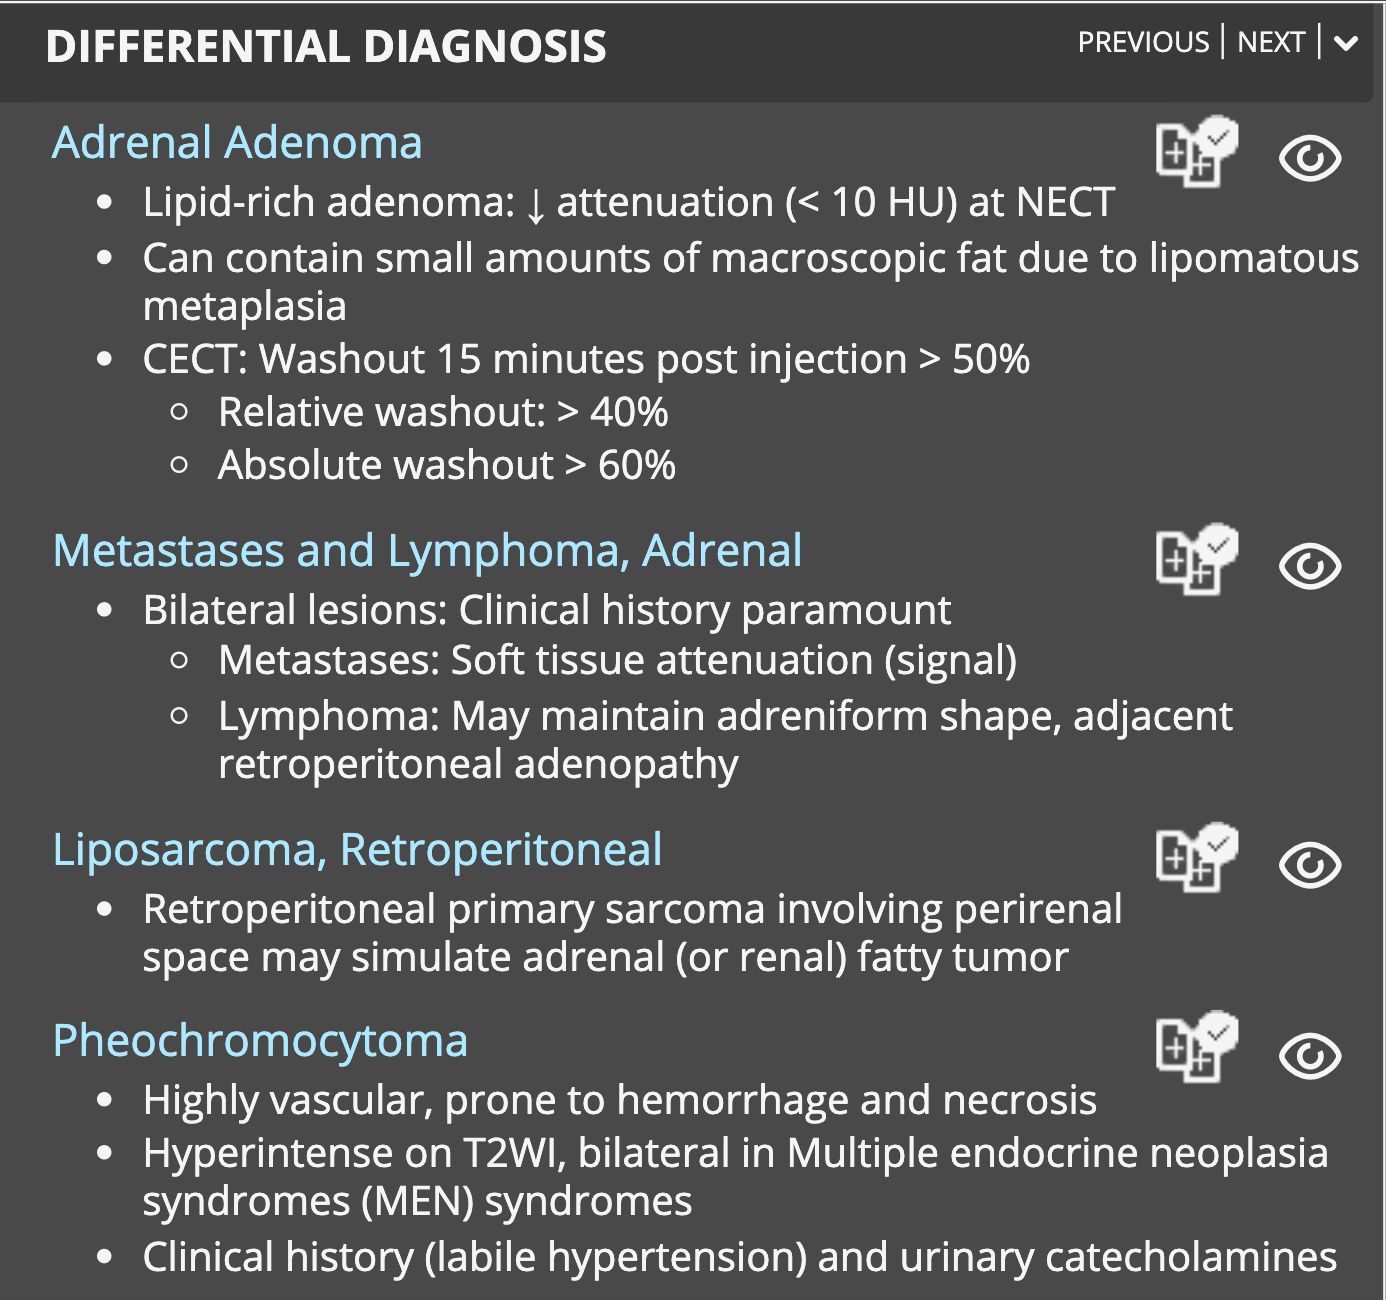 DIFFERENTIAL DIAGNOSIS
PREVIOUS | NEXT |
Adrenal Adenoma
• Lipid-rich adenoma: ↓ attenuation (< 10 HU) at NECT
• Can contain small amounts of macroscopic fat due to lipomatous
metaplasia
• CECT: Washout 15 minutes post injection > 50%
○ Relative washout: > 40%
○ Absolute washout > 60%
Metastases and Lymphoma, Adrenal
• Bilateral lesions: Clinical history paramount
○ Metastases: Soft tissue attenuation (signal)
○ Lymphoma: May maintain adreniform shape, adjacent
retroperitoneal adenopathy
Liposarcoma, Retroperitoneal
• Retroperitoneal primary sarcoma involving perirenal
space may simulate adrenal (or renal) fatty tumor
Pheochromocytoma
• Highly vascular, prone to hemorrhage and necrosis
• Hyperintense on T2WI, bilateral in Multiple endocrine neoplasia
syndromes (MEN) syndromes
• Clinical history (labile hypertension) and urinary catecholamines